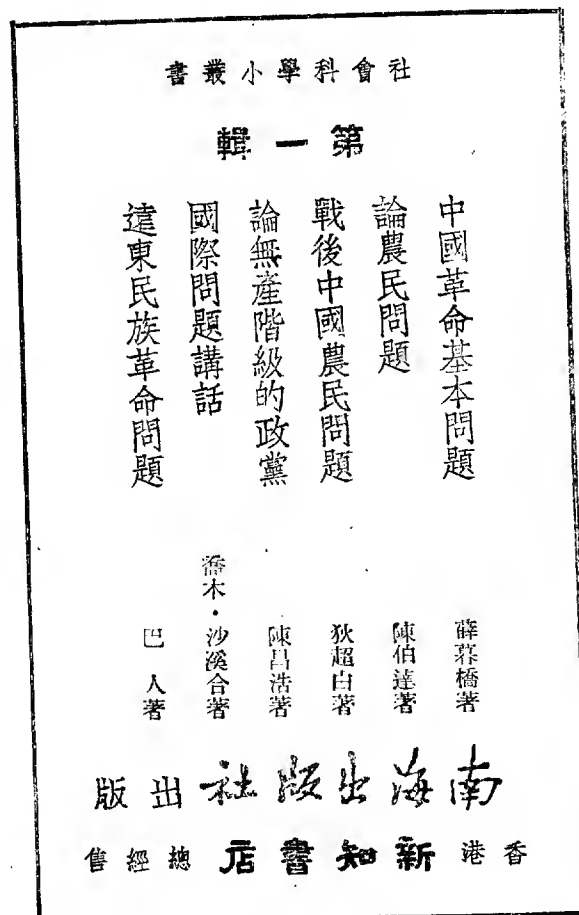 社會科學小叢書
第一輯
中國革命基本問題
薛暮橋著
論農民問題
陳伯達著
戰後中國農民問題
狄超白著
論無產階級的政黨
陳昌浩著
國際問題講話
喬木・沙溪合著
遠東民族革命問題
巴人著
南海出版社出版
香港新知書店總經售